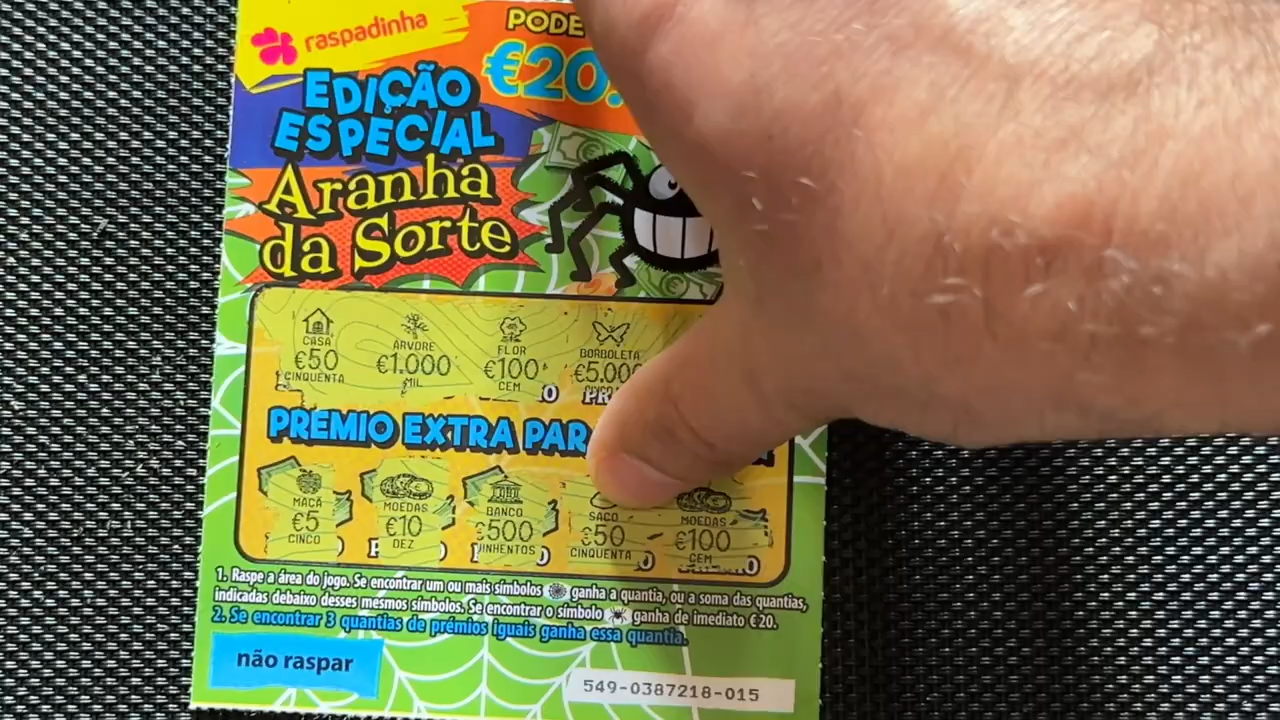 raspadinha
PODE
€20.
EDIÇÃO
ESPECIAL
Aranha
da Sorte
CASA ÁRVORE FLOR BORBOLETA
€50 €1.000 €100 €5.000
CINQUENTA MIL CEM
PRÉMIO EXTRA PAR
MAÇÃ MOEDAS BANCO SACO MOEDAS
€5 €10 €500 €50 €100
CINCO DEZ QUINHENTOS CINQUENTA CEM
1. Raspe a área do jogo. Se encontrar um ou mais símbolos ganha a quantia, ou a soma das quantias,
indicadas debaixo desses mesmos símbolos. Se encontrar o símbolo ganha de imediato €20.
2. Se encontrar 3 quantias de prémios iguais ganha essa quantia.
não raspar
549-0387218-015